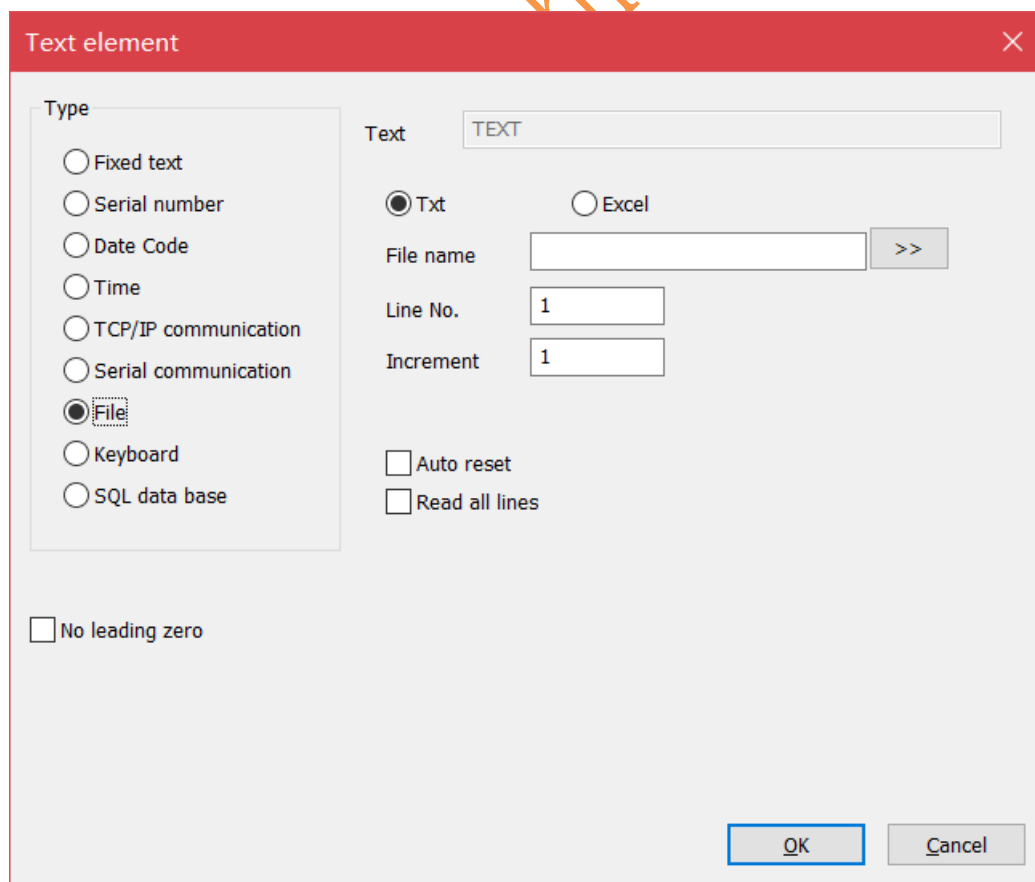 Text element
Type
Fixed text
Serial number
Date Code
Time
TCP/IP communication
Serial communication
File
Keyboard
SQL data base
No leading zero
Text TEXT
Txt Excel
File name >>
Line No. 1
Increment 1
Auto reset
Read all lines
OK Cancel